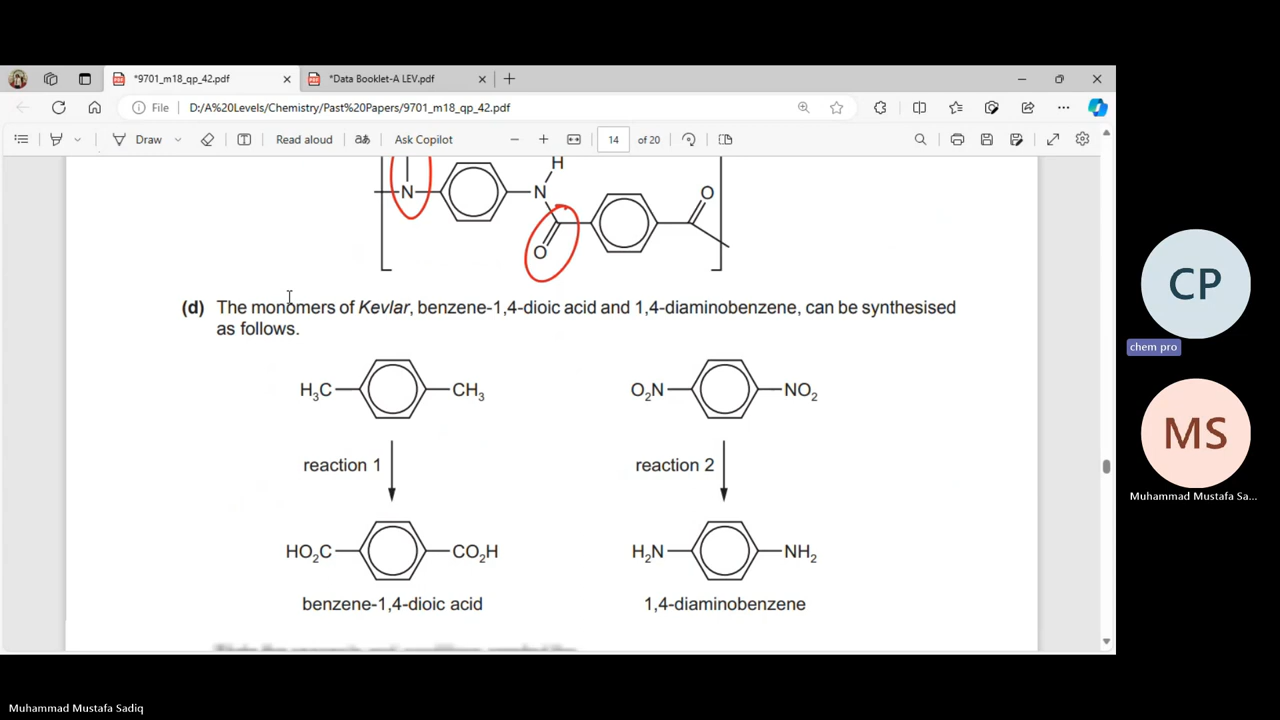 *9701_m18_qp_42.pdf
*Data Booklet-A LEV.pdf
File
D:/A%20Levels/Chemistry/Past%20Papers/9701_m18_qp_42.pdf
Draw
Read aloud
aあ
Ask Copilot
14
of 20
H
N
N
O
O
(d) The monomers of Kevlar, benzene-1,4-dioic acid and 1,4-diaminobenzene, can be synthesised
as follows.
H3C CH3
O2N NO2
reaction 1
reaction 2
HO2C CO2H
H2N NH2
benzene-1,4-dioic acid
1,4-diaminobenzene
CP
chem pro
MS
Muhammad Mustafa Sa...
Muhammad Mustafa Sadiq